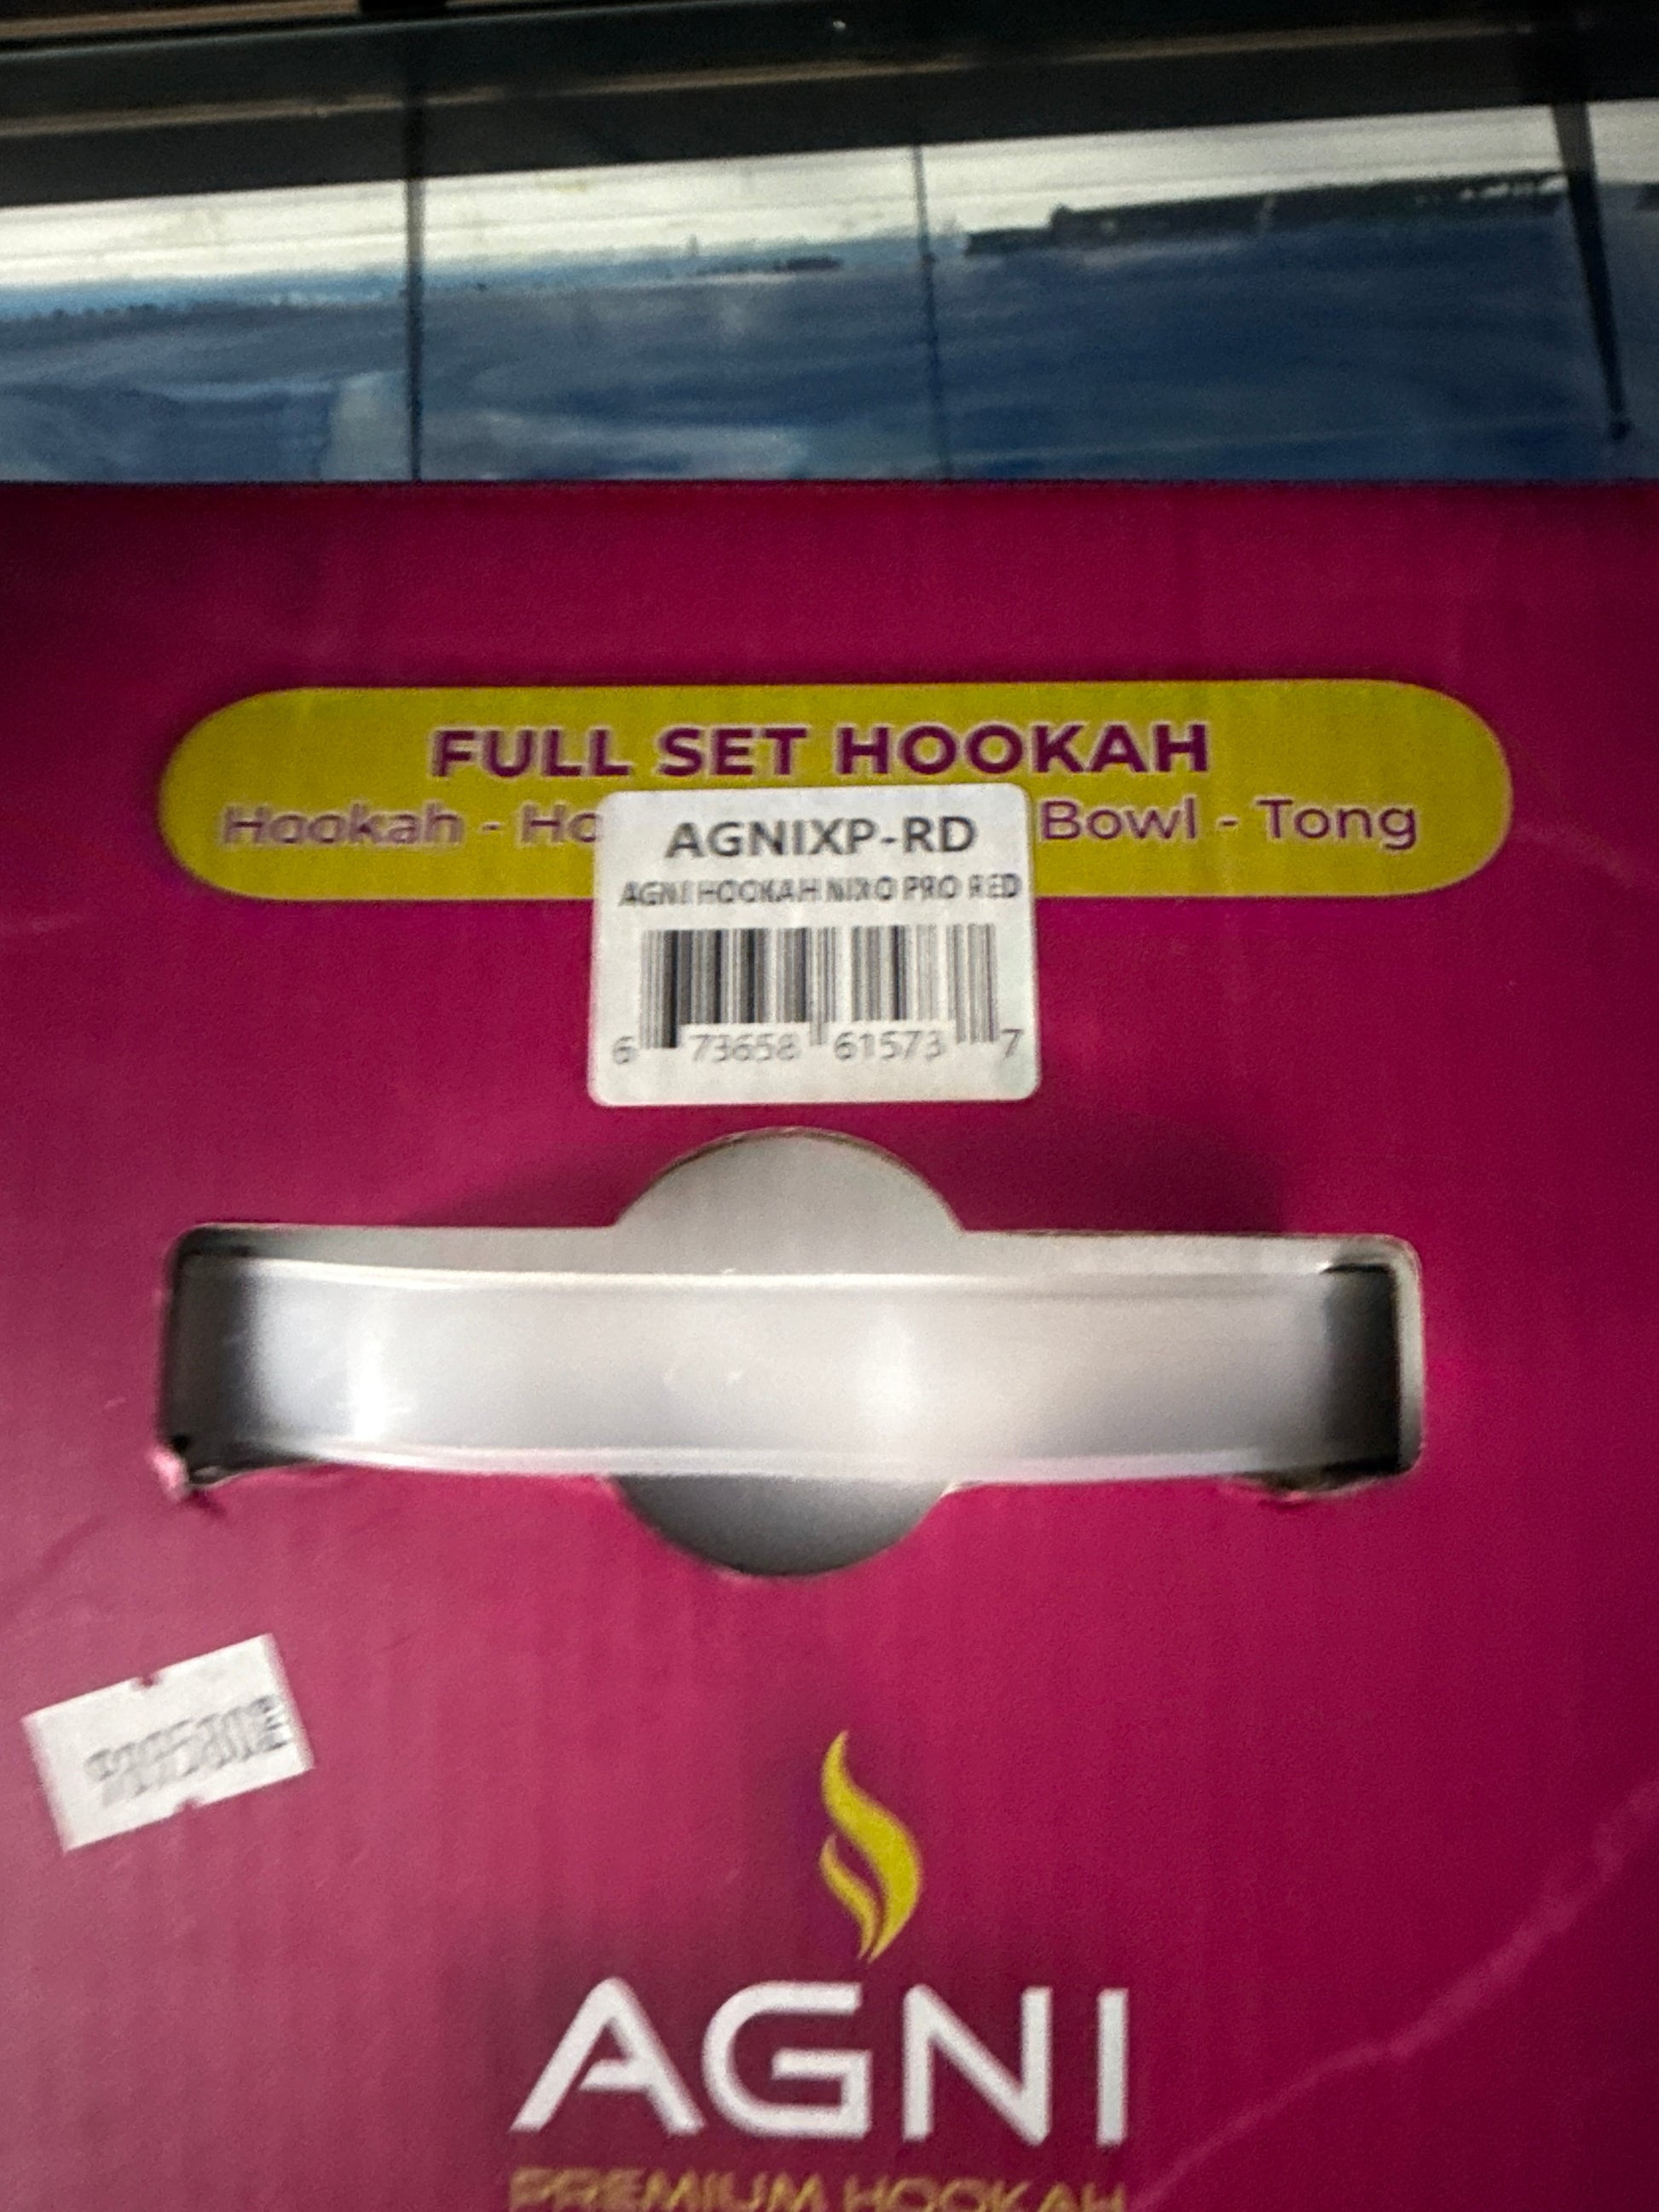 FULL SET HOOKAH
Hookah - Ho Bowl - Tong
AGNIXP-RD
AGNI HOOKAH NIXO PRO RED
6 73658 61573 7
AGNI
PREMIUM HOOKAH